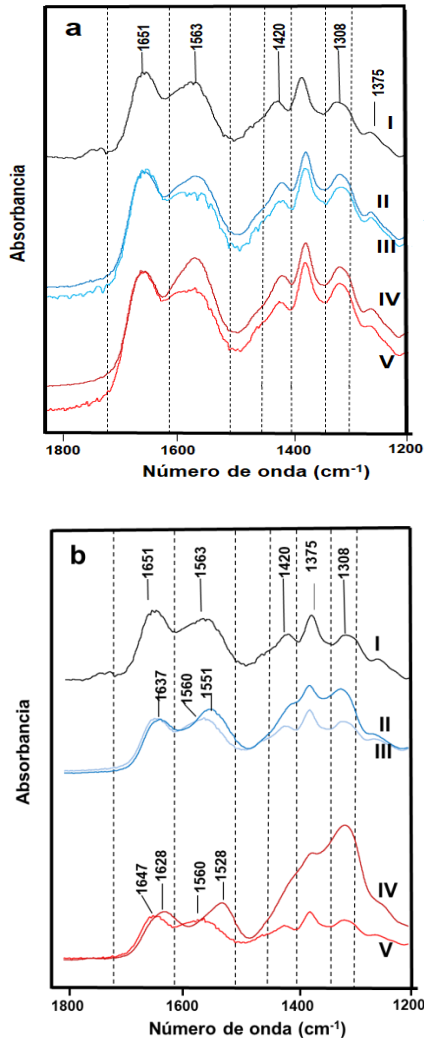 a
1651
1563
1420
1308
1375
I
II
III
IV
V
Absorbancia
1800
1600
1400
1200
Número de onda (cm-1)
b
1651
1563
1420
1375
1308
I
1637
1560
1551
II
III
1647
1628
1560
1528
IV
V
Absorbancia
1800
1600
1400
1200
Número de onda (cm-1)